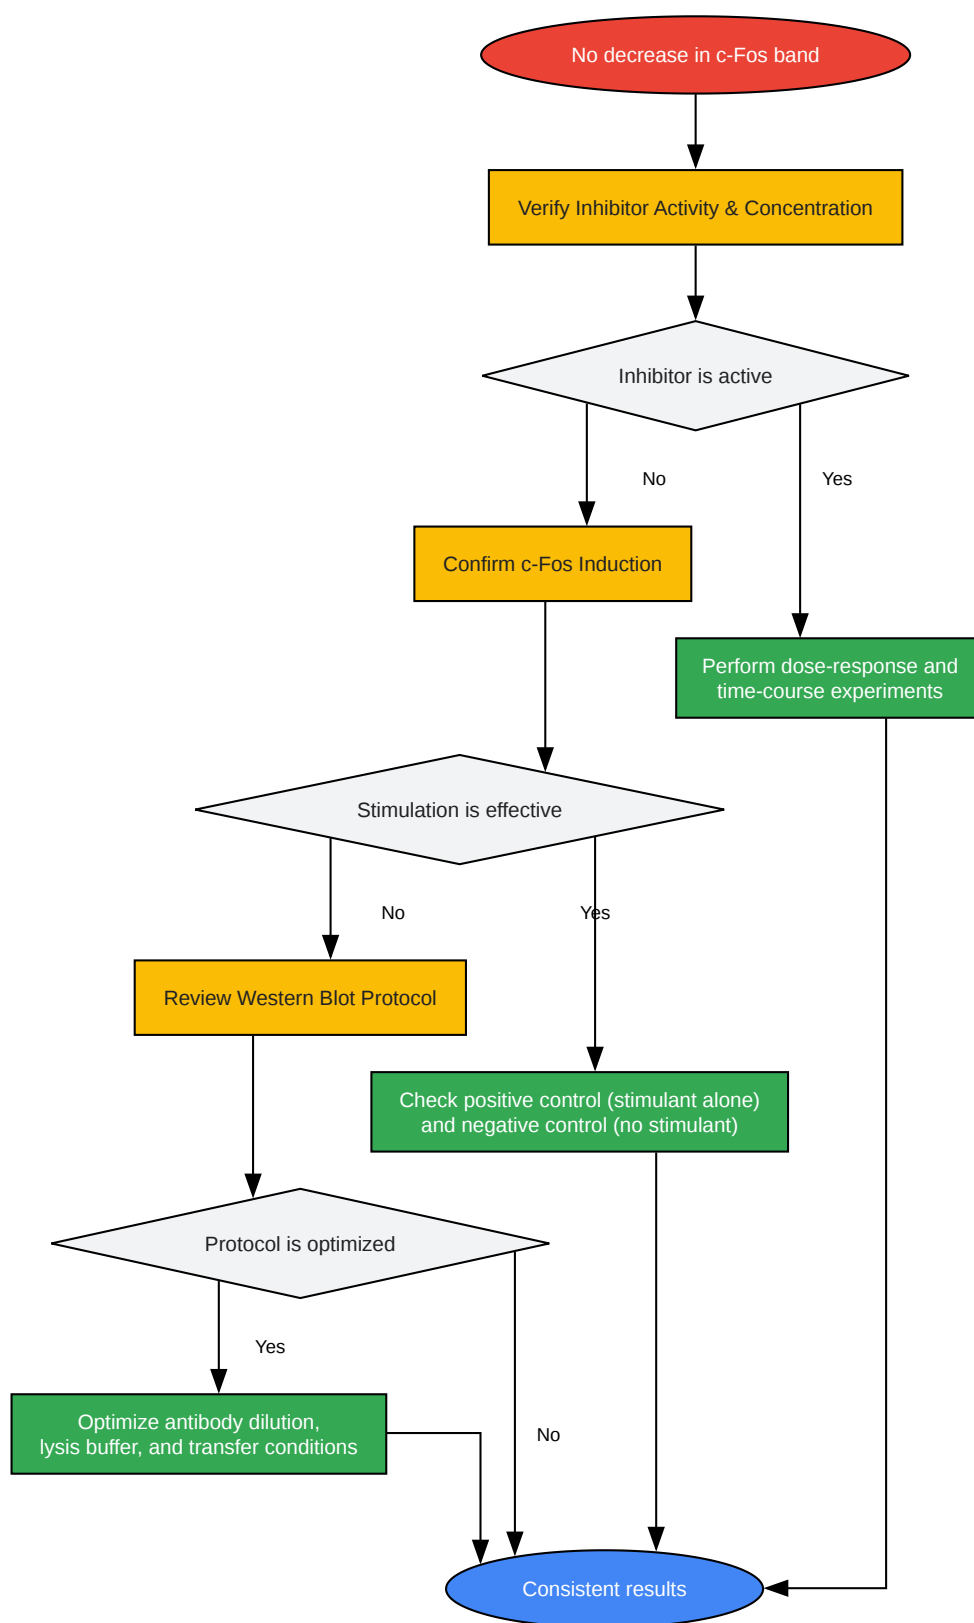 No decrease in c-Fos band
Verify Inhibitor Activity & Concentration
Inhibitor is active
No
Yes
Confirm c-Fos Induction
Perform dose-response and
time-course experiments
Stimulation is effective
No
Yes
Review Western Blot Protocol
Check positive control (stimulant alone)
and negative control (no stimulant)
Protocol is optimized
Yes
Optimize antibody dilution,
lysis buffer, and transfer conditions
No
Consistent results